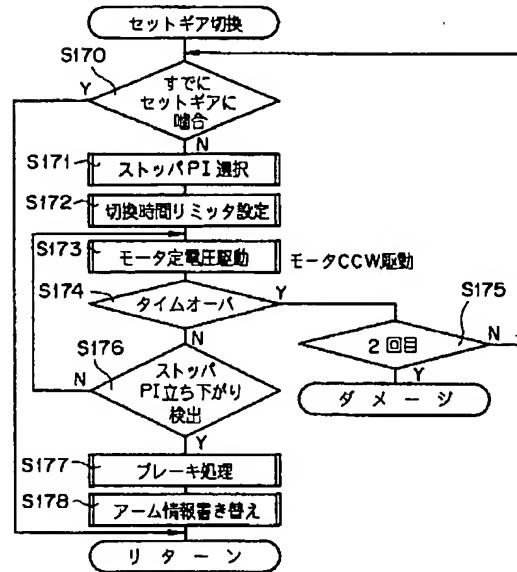 セットギア切換
S170
Y
すでに
セットギアに
噛合
N
S171
ストッパPI選択
S172
切換時間リミッタ設定
S173
モータ定電圧駆動
モータCCW駆動
S174
タイムオーバ
Y
S175
N
2回目
N
Y
ダメージ
S176
N
ストッパ
PI立ち下がり
検出
Y
S177
ブレーキ処理
S178
アーム情報書き替え
リターン